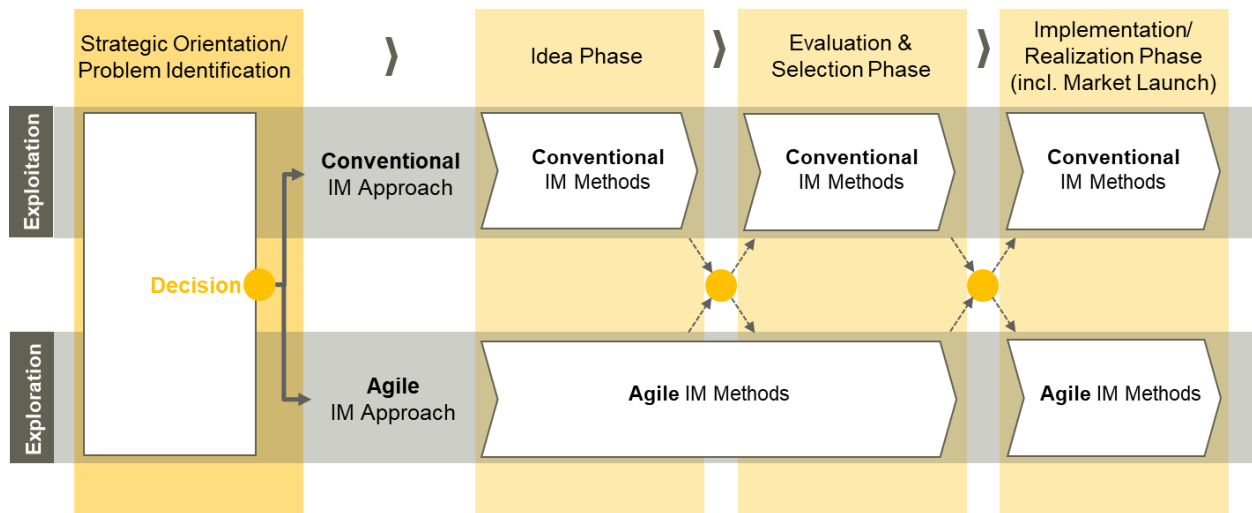 Strategic Orientation/
Problem Identification
❯
Idea Phase
❯
Evaluation &
Selection Phase
❯
Implementation/
Realization Phase
(incl. Market Launch)
Exploitation
Conventional
IM Approach
Conventional
IM Methods
Conventional
IM Methods
Conventional
IM Methods
Decision
Exploration
Agile
IM Approach
Agile IM Methods
Agile IM Methods